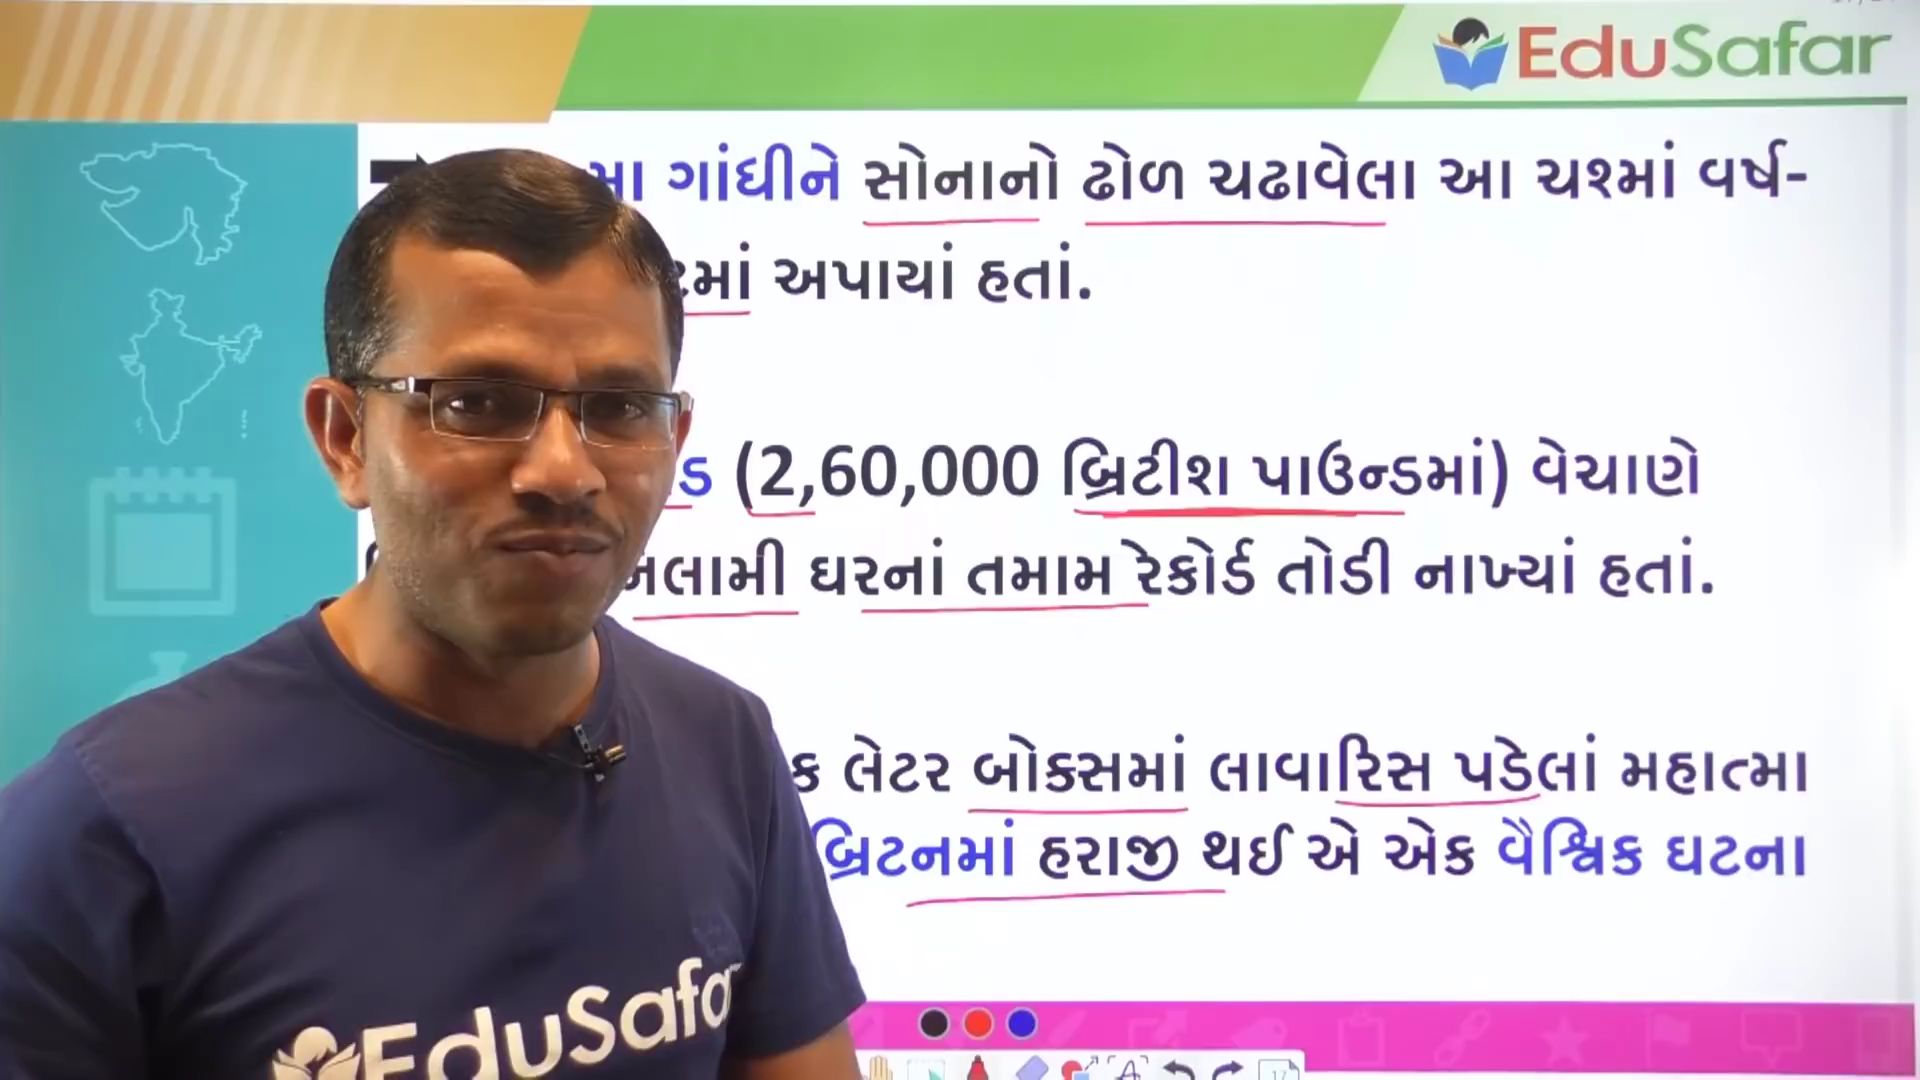 EduSafar
ગાંધીને સોનાનો ઢોળ ચઢાવેલા આ ચશ્માં વર્ષ-
અપાયાં હતાં.
(2,60,000 બ્રિટીશ પાઉન્ડમાં) વેચાણે
ઘરનાં તમામ રેકોર્ડ તોડી નાખ્યાં હતાં.
લેટર બોક્સમાં લાવારિસ પડેલાં મહાત્મા
બ્રિટનમાં હરાજી થઈ એ એક વૈશ્વિક ઘટના
EduSafar
17